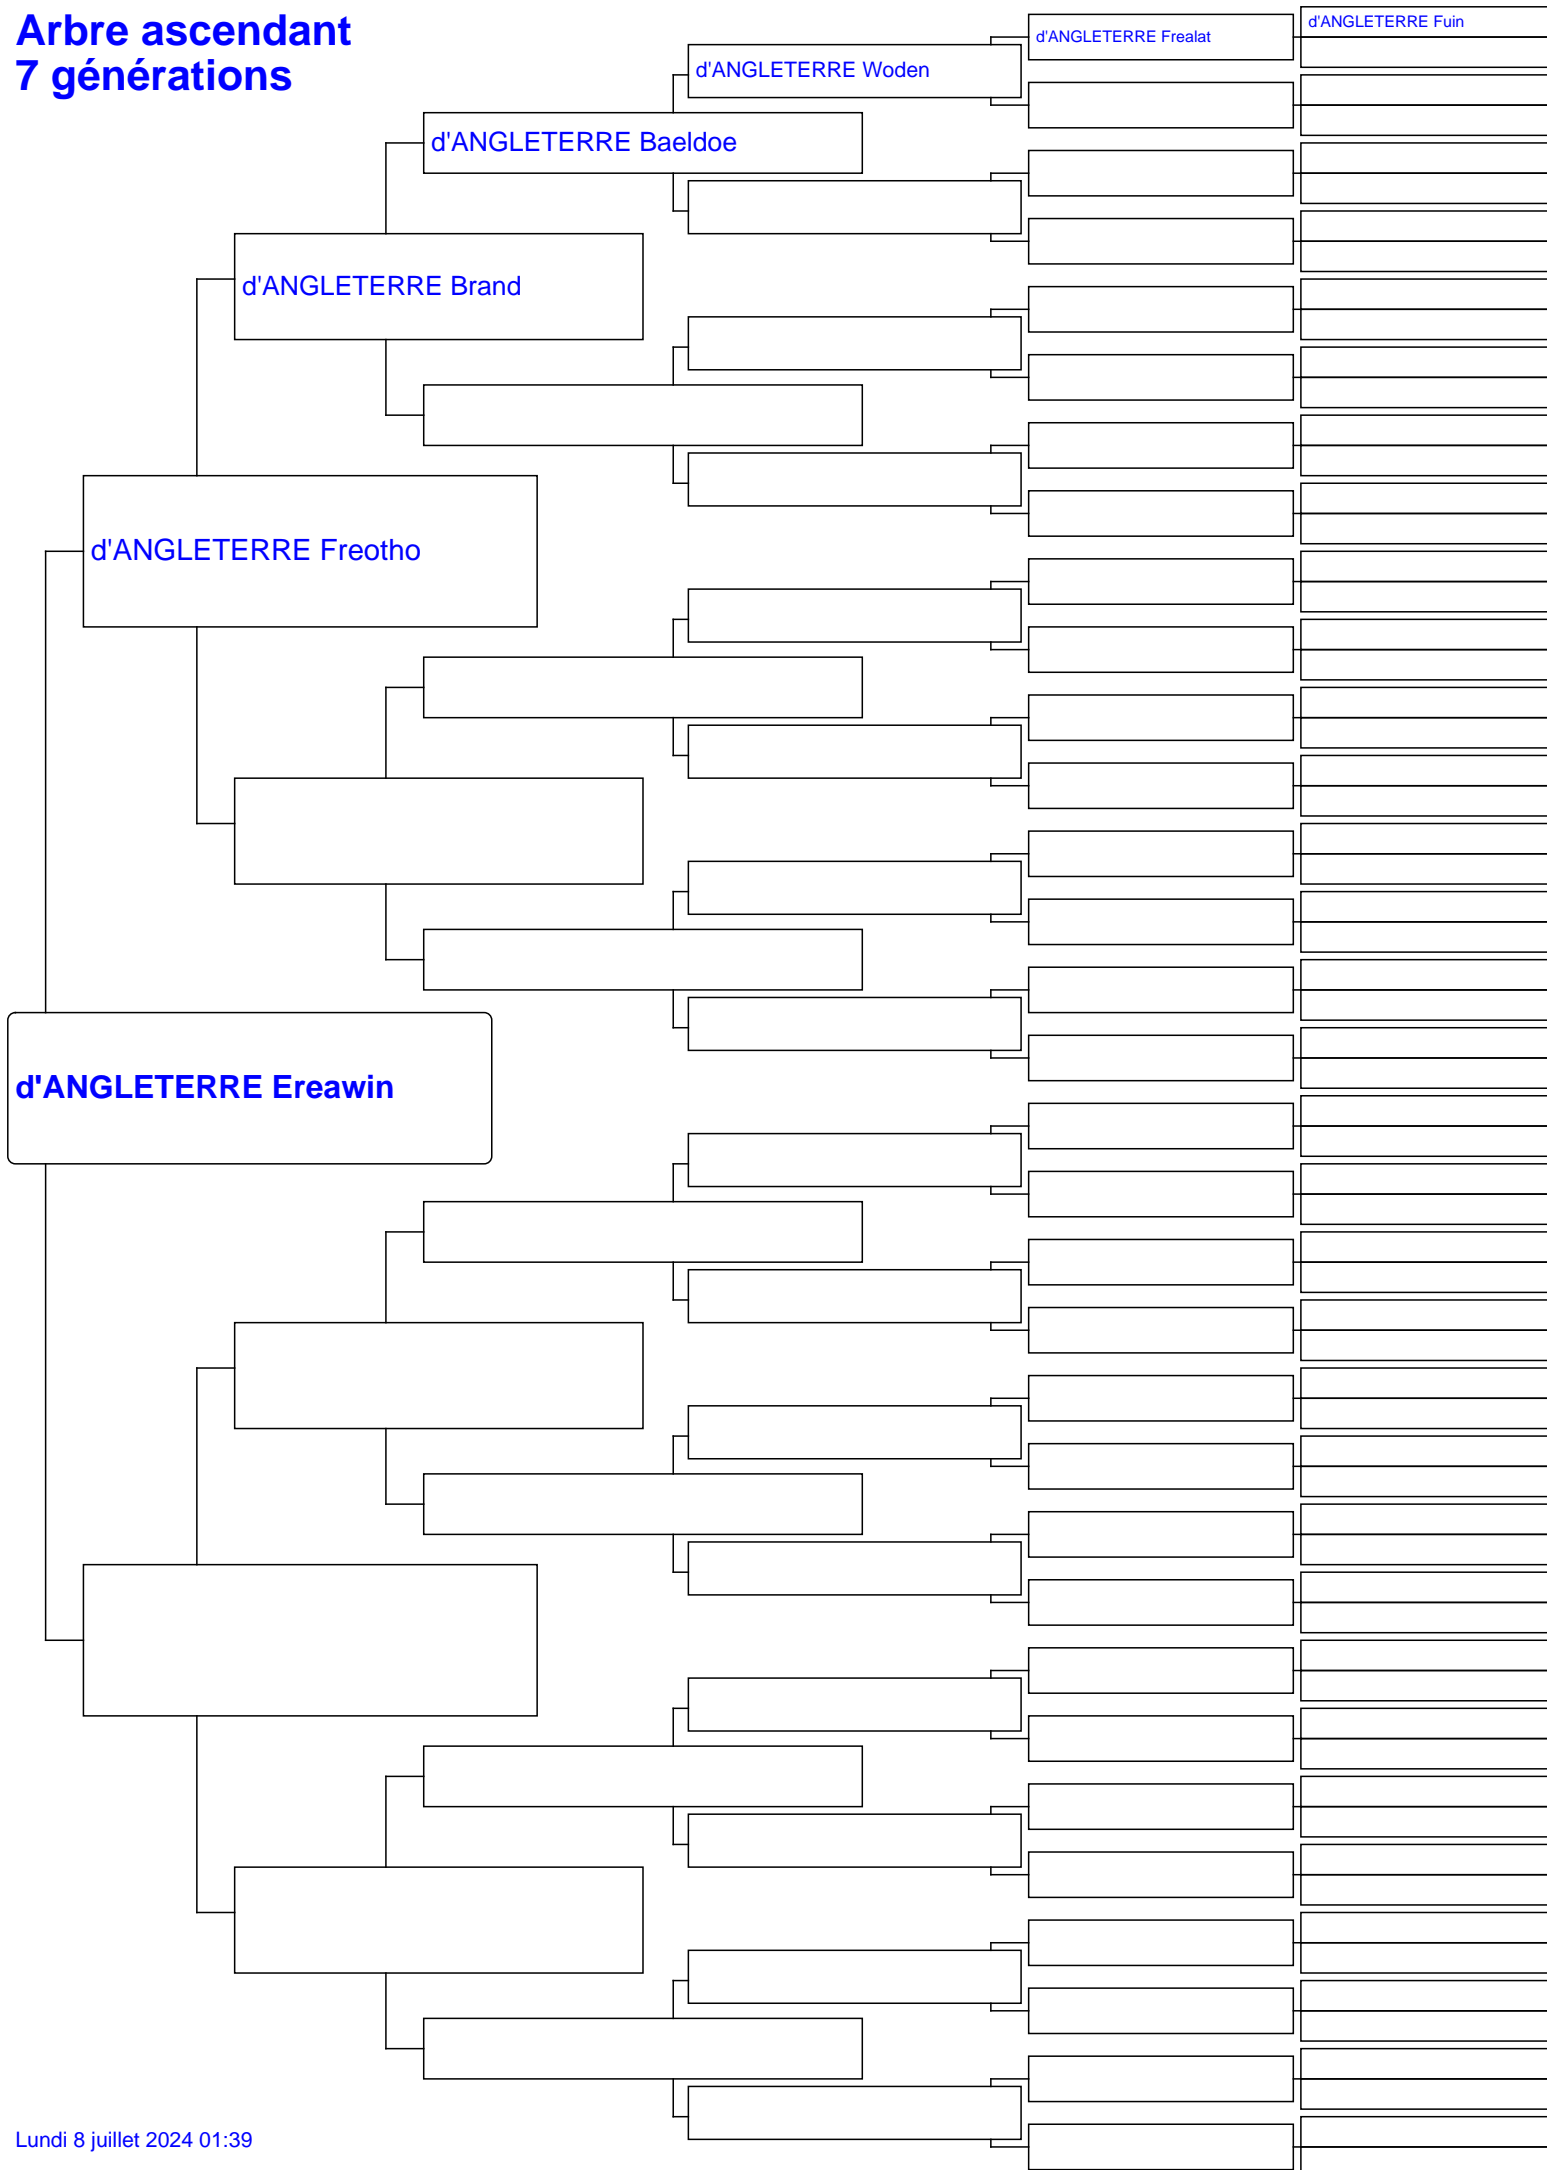 Arbre ascendant
7 générations
d'ANGLETERRE Fuin
d'ANGLETERRE Frealat
d'ANGLETERRE Woden
d'ANGLETERRE Baeldoe
d'ANGLETERRE Brand
d'ANGLETERRE Freotho
d'ANGLETERRE Ereawin
Lundi 8 juillet 2024 01:39